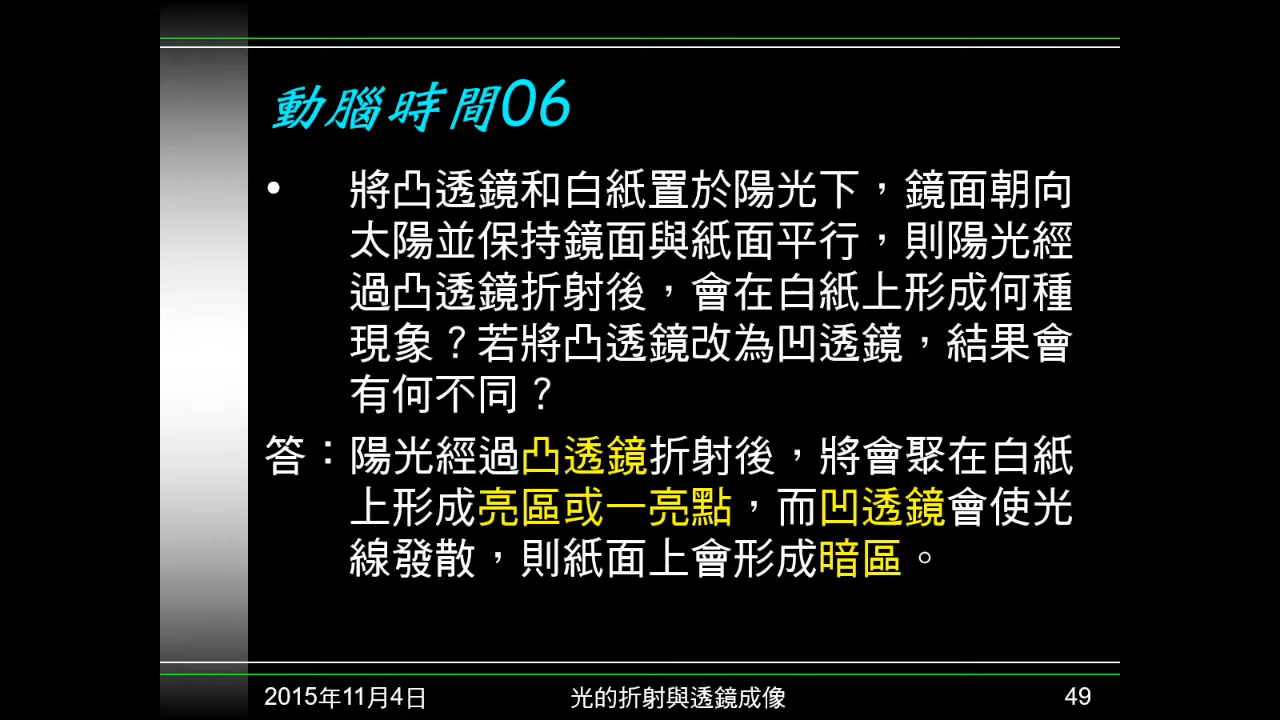 動腦時間06
• 將凸透鏡和白紙置於陽光下，鏡面朝向
太陽並保持鏡面與紙面平行，則陽光經
過凸透鏡折射後，會在白紙上形成何種
現象？若將凸透鏡改為凹透鏡，結果會
有何不同？
答：陽光經過凸透鏡折射後，將會聚在白紙
上形成亮區或一亮點，而凹透鏡會使光
線發散，則紙面上會形成暗區。
2015年11月4日 光的折射與透鏡成像 49